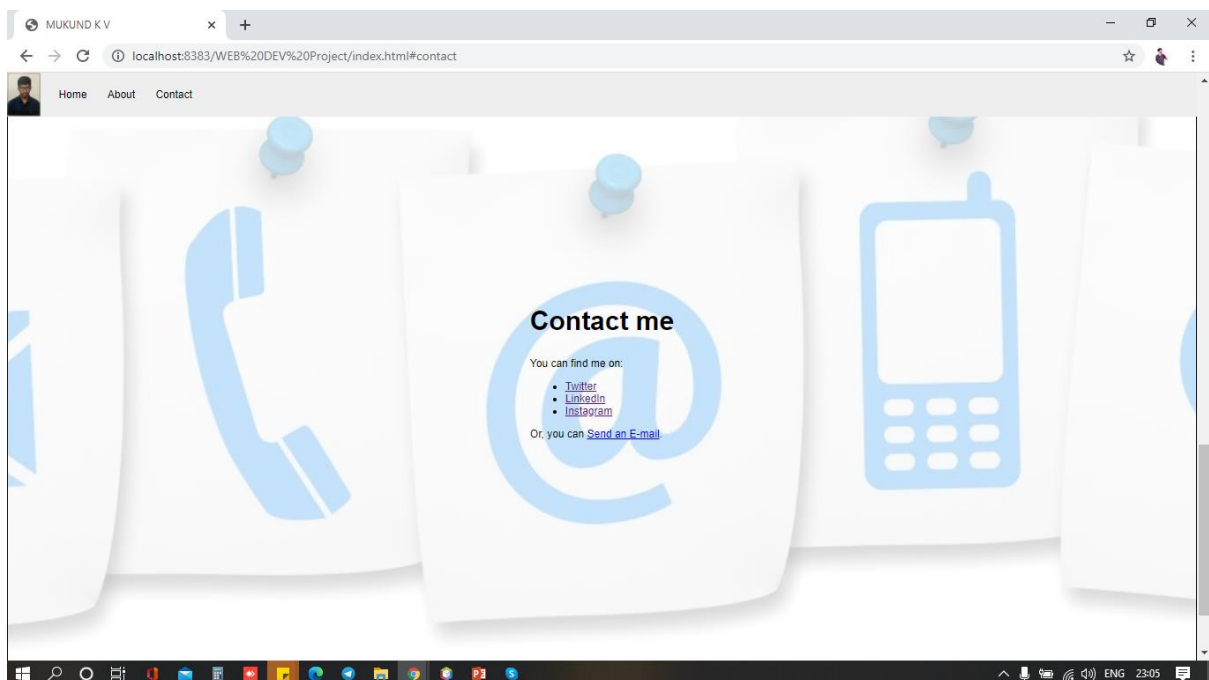 MUKUND K V
localhost:8383/WEB%20DEV%20Project/index.html#contact
Home About Contact
Contact me
You can find me on:
• Twitter
• LinkedIn
• Instagram
Or, you can Send an E-mail.
ENG 23:05